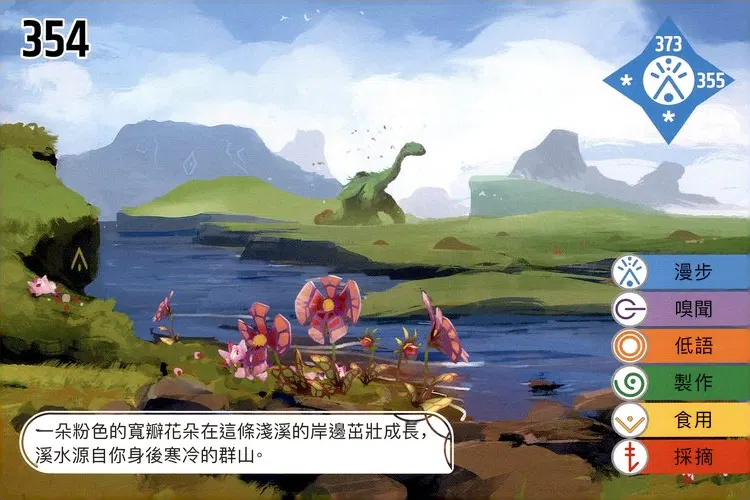 354
373
* 355
*
漫步
嗅聞
低語
製作
食用
採摘
一朵粉色的寬瓣花朵在這條淺溪的岸邊茁壯成長，
溪水源自你身後寒冷的群山。